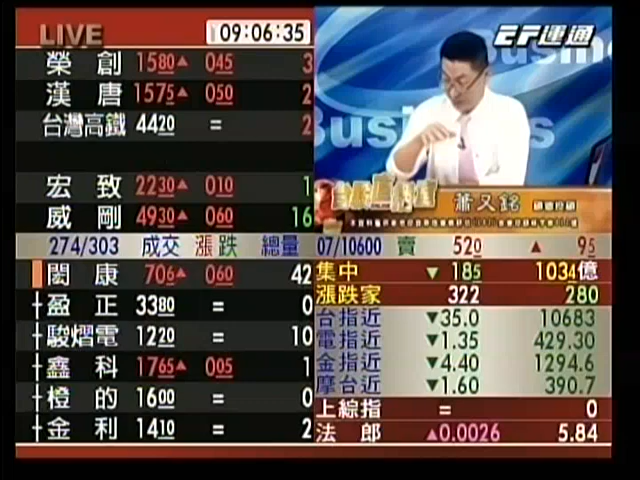 LIVE 09:06:35
榮創 1580▲ 045 3
漢唐 1575▲ 050 2
台灣高鐵 4420 = 2
宏致 2230▲ 010 1
威剛 4930▲ 060 16
274/303 成交 漲跌 總量
閎康 706▲ 060 42
盈正 3380 = 0
駿熠電 1220 = 10
鑫科 1765▲ 005 1
橙的 1600 = 0
金利 1410 = 2
EF運通
Business
蕭又銘
07/10600 賣 520 ▲ 95
集中 ▼ 185 1034億
漲跌家 322 280
台指近 ▼35.0 10683
電指近 ▼1.35 429.30
金指近 ▼4.40 1294.6
摩台近 ▼1.60 390.7
上綜指 = 0
法郎 ▲0.0026 5.84